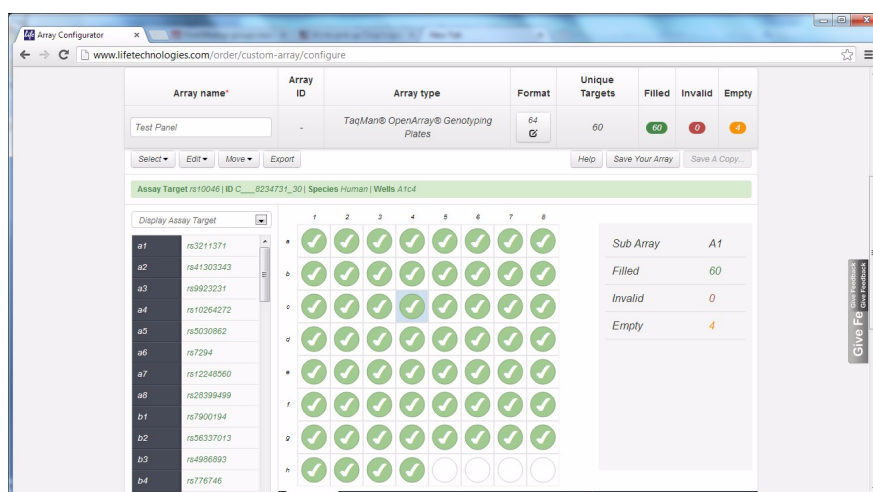 Life Array Configurator
www.lifetechnologies.com/order/custom-array/configure
Array name* Array ID Array type Format Unique Targets Filled Invalid Empty
Test Panel - TaqMan® OpenArray® Genotyping Plates 64 60 60 0 4
Select Edit Move Export Help Save Your Array Save A Copy...
Assay Target rs10046 | ID C___8234731_30 | Species Human | Wells A1c4
Display Assay Target
1 2 3 4 5 6 7 8
a
b
c
d
e
f
g
h
a1 rs3211371
a2 rs41303343
a3 rs9923231
a4 rs10264272
a5 rs5030862
a6 rs7294
a7 rs12248560
a8 rs28399499
b1 rs7900194
b2 rs56337013
b3 rs4986893
b4 rs776746
Sub Array A1
Filled 60
Invalid 0
Empty 4
Give Feedback
Give Feedback
Give Fe